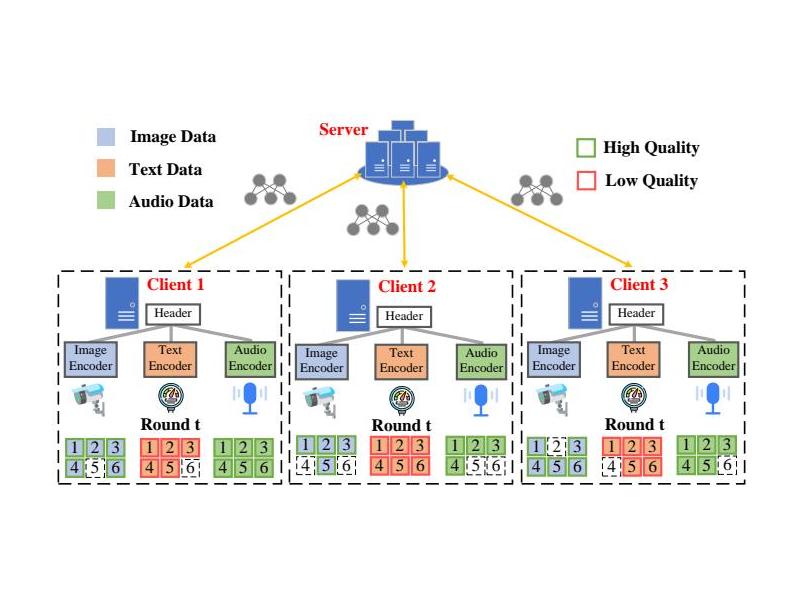 Image Data
Text Data
Audio Data
Server
High Quality
Low Quality
Client 1
Header
Image Encoder
Text Encoder
Audio Encoder
Round t
1 2 3 1 2 3 1 2 3
4 5 6 4 5 6 4 5 6
Client 2
Header
Image Encoder
Text Encoder
Audio Encoder
Round t
1 2 3 1 2 3 1 2 3
4 5 6 4 5 6 4 5 6
Client 3
Header
Image Encoder
Text Encoder
Audio Encoder
Round t
1 2 3 1 2 3 1 2 3
4 5 6 4 5 6 4 5 6